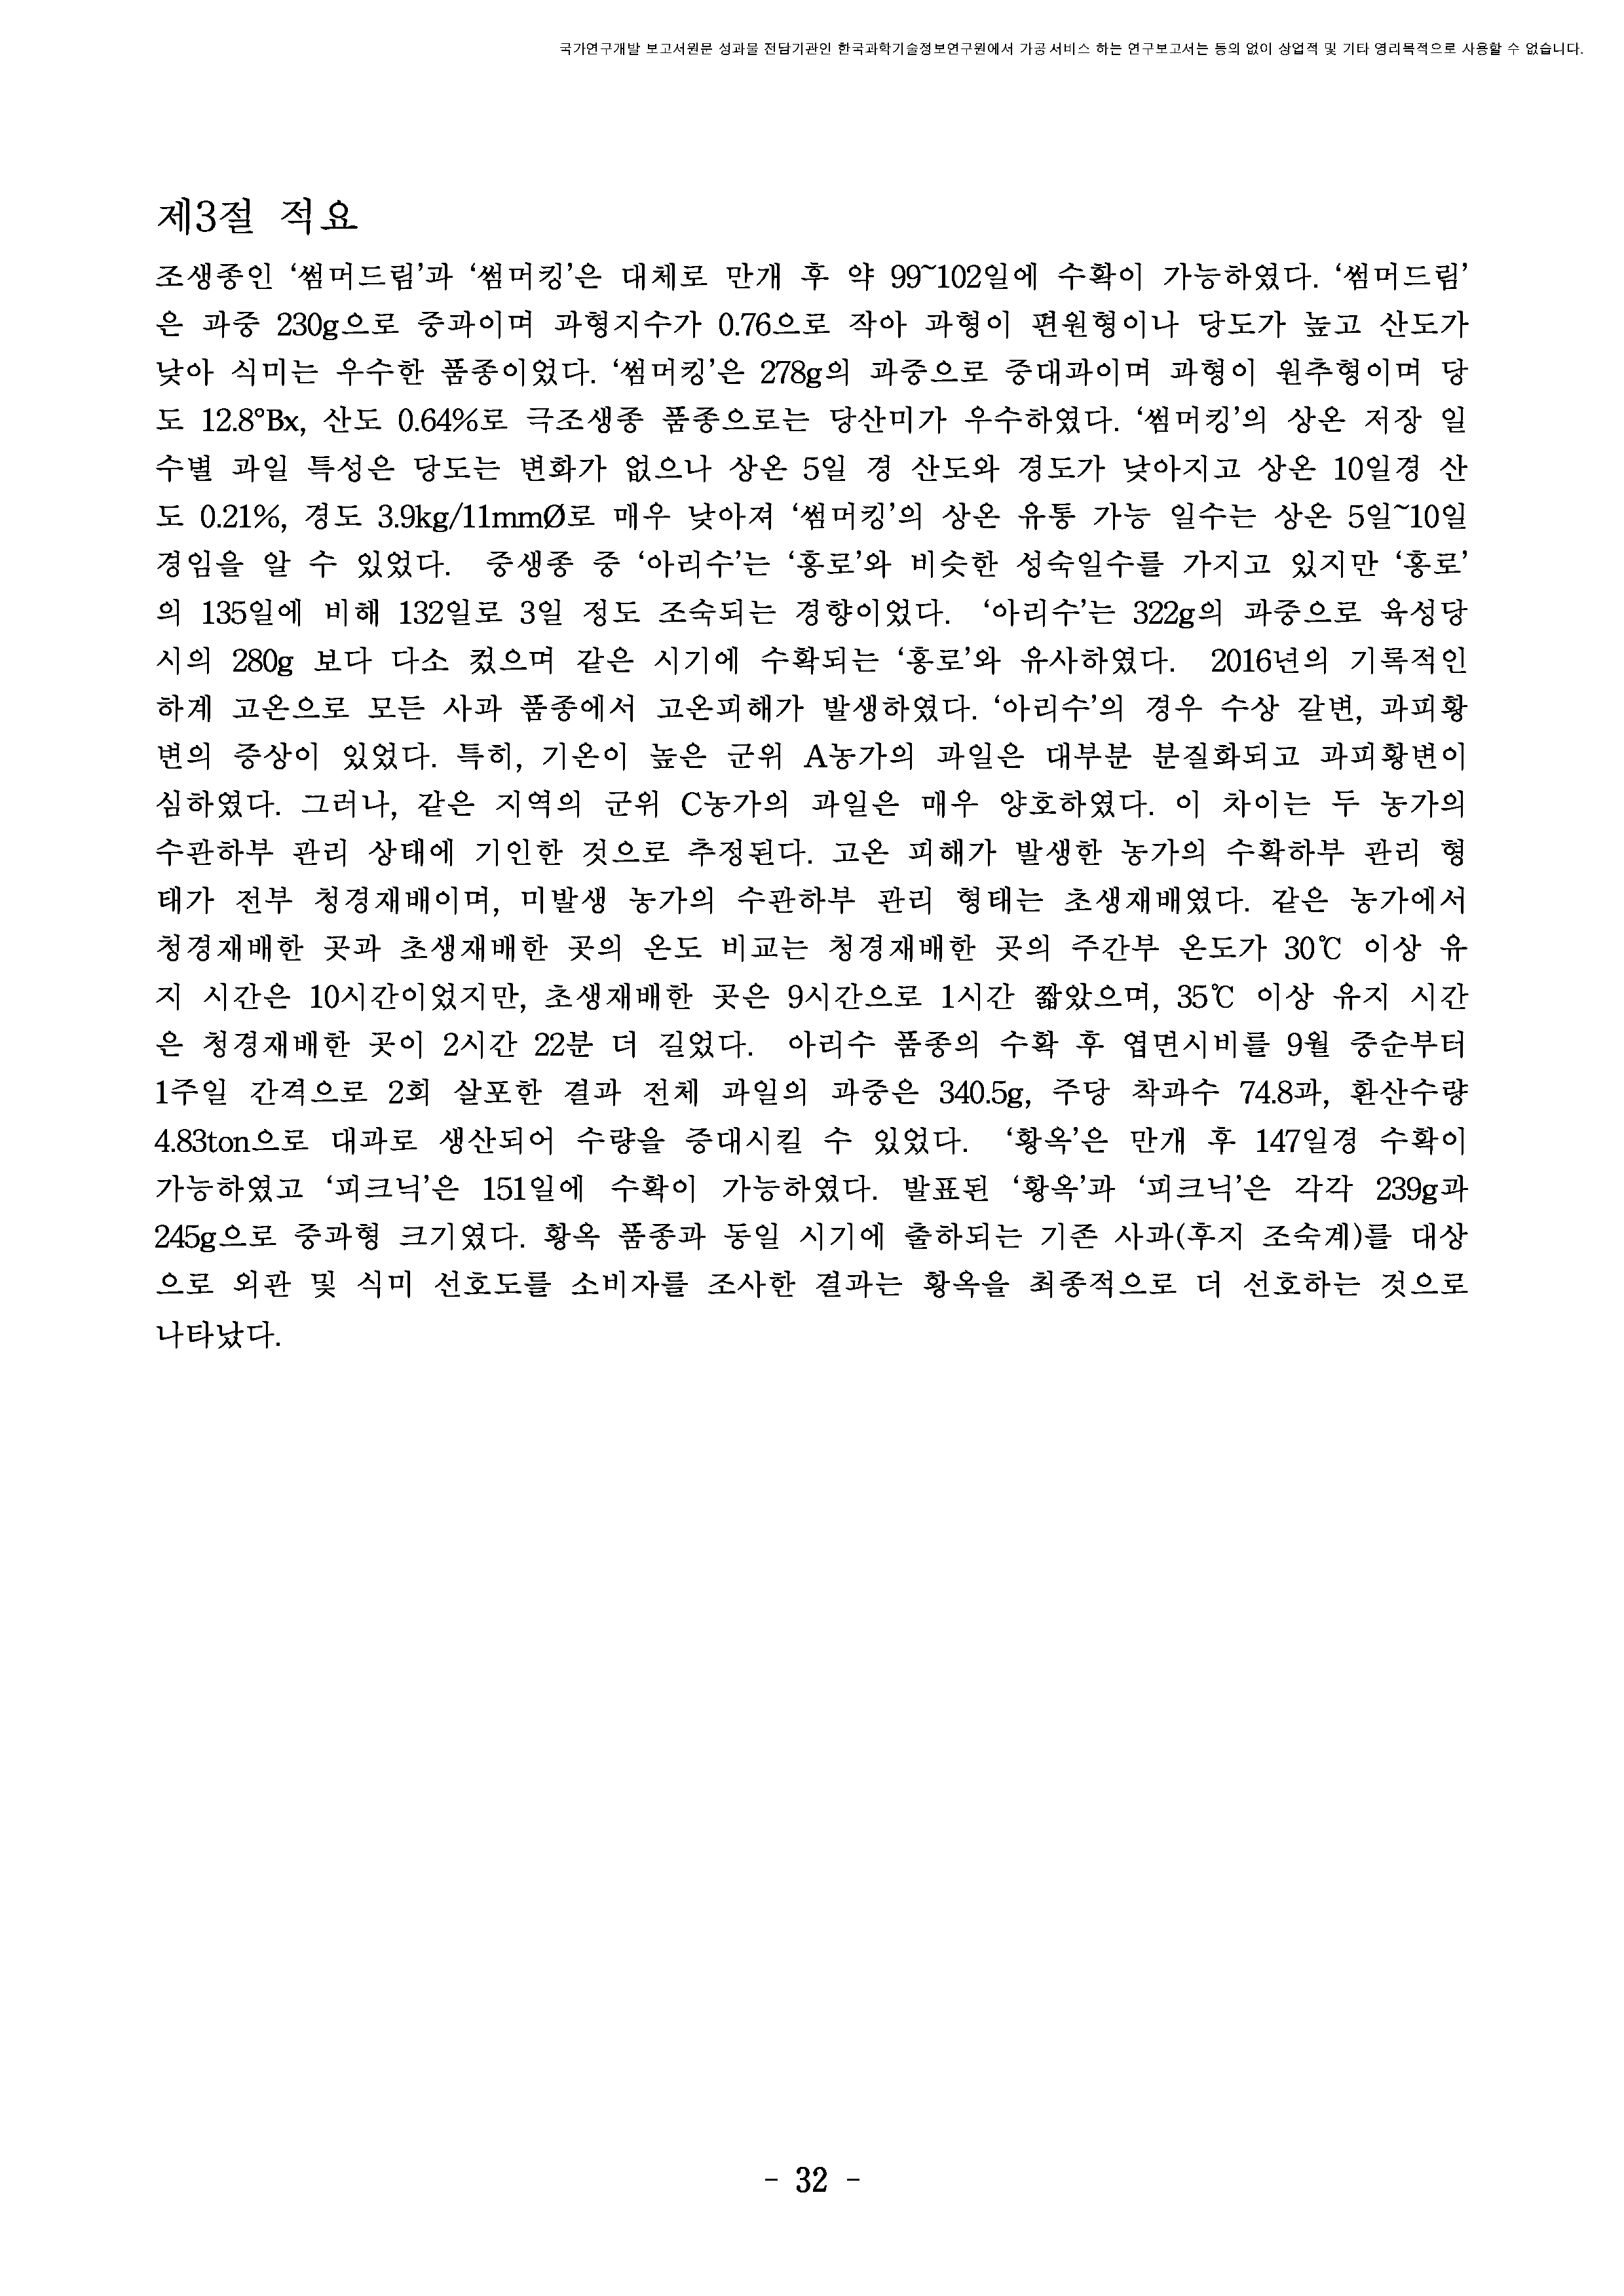 국가연구개발 보고서원문 성과물 전담기관인 한국과학기술정보연구원에서 가공·서비스 하는 연구보고서는 동의 없이 상업적 및 기타 영리목적으로 사용할 수 없습니다.
제3절 적요
조생종인 ‘썸머드림’과 ‘썸머킹’은 대체로 만개 후 약 99~102일에 수확이 가능하였다. ‘썸머드림’
은 과중 230g으로 중과이며 과형지수가 0.76으로 작아 과형이 편원형이나 당도가 높고 산도가
낮아 식미는 우수한 품종이었다. ‘썸머킹’은 278g의 과중으로 중대과이며 과형이 원추형이며 당
도 12.8°Bx, 산도 0.64%로 극조생종 품종으로는 당산미가 우수하였다. ‘썸머킹’의 상온 저장 일
수별 과일 특성은 당도는 변화가 없으나 상온 5일 경 산도와 경도가 낮아지고 상온 10일경 산
도 0.21%, 경도 3.9kg/11mmØ로 매우 낮아져 ‘썸머킹’의 상온 유통 가능 일수는 상온 5일~10일
경임을 알 수 있었다. 중생종 중 ‘아리수’는 ‘홍로’와 비슷한 성숙일수를 가지고 있지만 ‘홍로’
의 135일에 비해 132일로 3일 정도 조숙되는 경향이었다. ‘아리수’는 322g의 과중으로 육성당
시의 280g 보다 다소 컸으며 같은 시기에 수확되는 ‘홍로’와 유사하였다. 2016년의 기록적인
하계 고온으로 모든 사과 품종에서 고온피해가 발생하였다. ‘아리수’의 경우 수상 갈변, 과피황
변의 증상이 있었다. 특히, 기온이 높은 군위 A농가의 과일은 대부분 분질화되고 과피황변이
심하였다. 그러나, 같은 지역의 군위 C농가의 과일은 매우 양호하였다. 이 차이는 두 농가의
수관하부 관리 상태에 기인한 것으로 추정된다. 고온 피해가 발생한 농가의 수확하부 관리 형
태가 전부 청경재배이며, 미발생 농가의 수관하부 관리 형태는 초생재배였다. 같은 농가에서
청경재배한 곳과 초생재배한 곳의 온도 비교는 청경재배한 곳의 주간부 온도가 30℃ 이상 유
지 시간은 10시간이었지만, 초생재배한 곳은 9시간으로 1시간 짧았으며, 35℃ 이상 유지 시간
은 청경재배한 곳이 2시간 22분 더 길었다. 아리수 품종의 수확 후 엽면시비를 9월 중순부터
1주일 간격으로 2회 살포한 결과 전체 과일의 과중은 340.5g, 주당 착과수 74.8과, 환산수량
4.83ton으로 대과로 생산되어 수량을 증대시킬 수 있었다. ‘황옥’은 만개 후 147일경 수확이
가능하였고 ‘피크닉’은 151일에 수확이 가능하였다. 발표된 ‘황옥’과 ‘피크닉’은 각각 239g과
245g으로 중과형 크기였다. 황옥 품종과 동일 시기에 출하되는 기존 사과(후지 조숙계)를 대상
으로 외관 및 식미 선호도를 소비자를 조사한 결과는 황옥을 최종적으로 더 선호하는 것으로
나타났다.
- 32 -